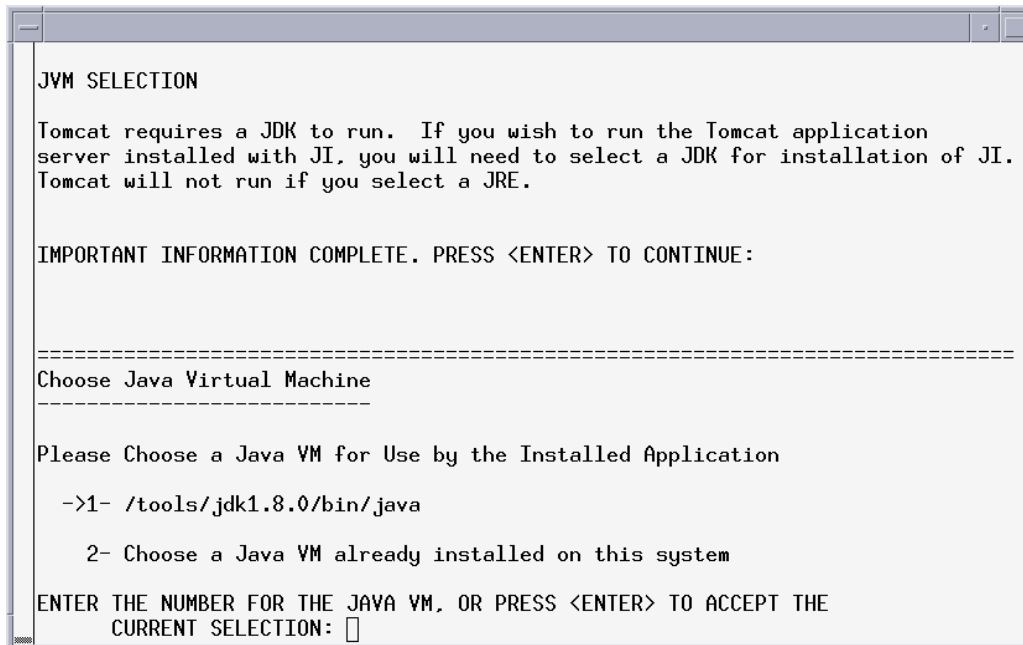 JVM SELECTION
Tomcat requires a JDK to run.  If you wish to run the Tomcat application
server installed with JI, you will need to select a JDK for installation of JI.
Tomcat will not run if you select a JRE.
IMPORTANT INFORMATION COMPLETE. PRESS <ENTER> TO CONTINUE:
===============================================================================
Choose Java Virtual Machine
---------------------------
Please Choose a Java VM for Use by the Installed Application
->1- /tools/jdk1.8.0/bin/java
2- Choose a Java VM already installed on this system
ENTER THE NUMBER FOR THE JAVA VM, OR PRESS <ENTER> TO ACCEPT THE
CURRENT SELECTION: